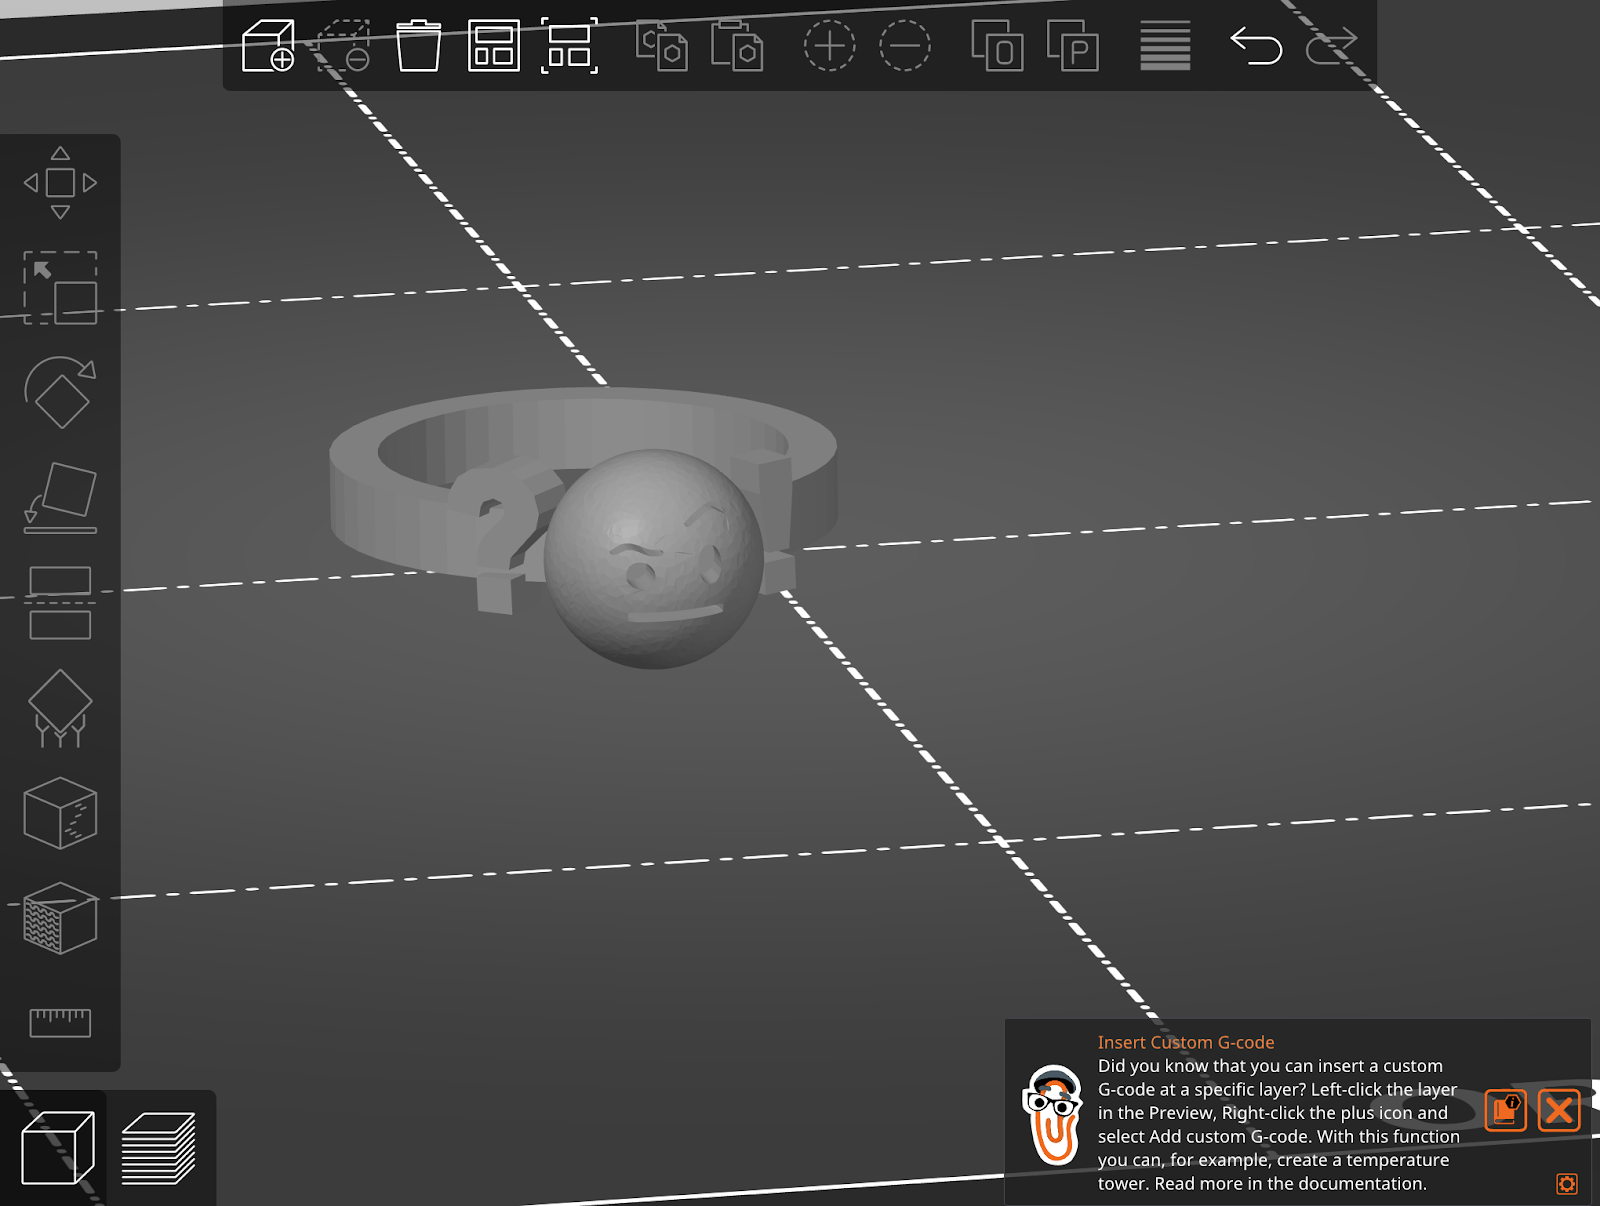 O P
?
!
Insert Custom G-code
Did you know that you can insert a custom
G-code at a specific layer? Left-click the layer
in the Preview, Right-click the plus icon and
select Add custom G-code. With this function
you can, for example, create a temperature
tower. Read more in the documentation.